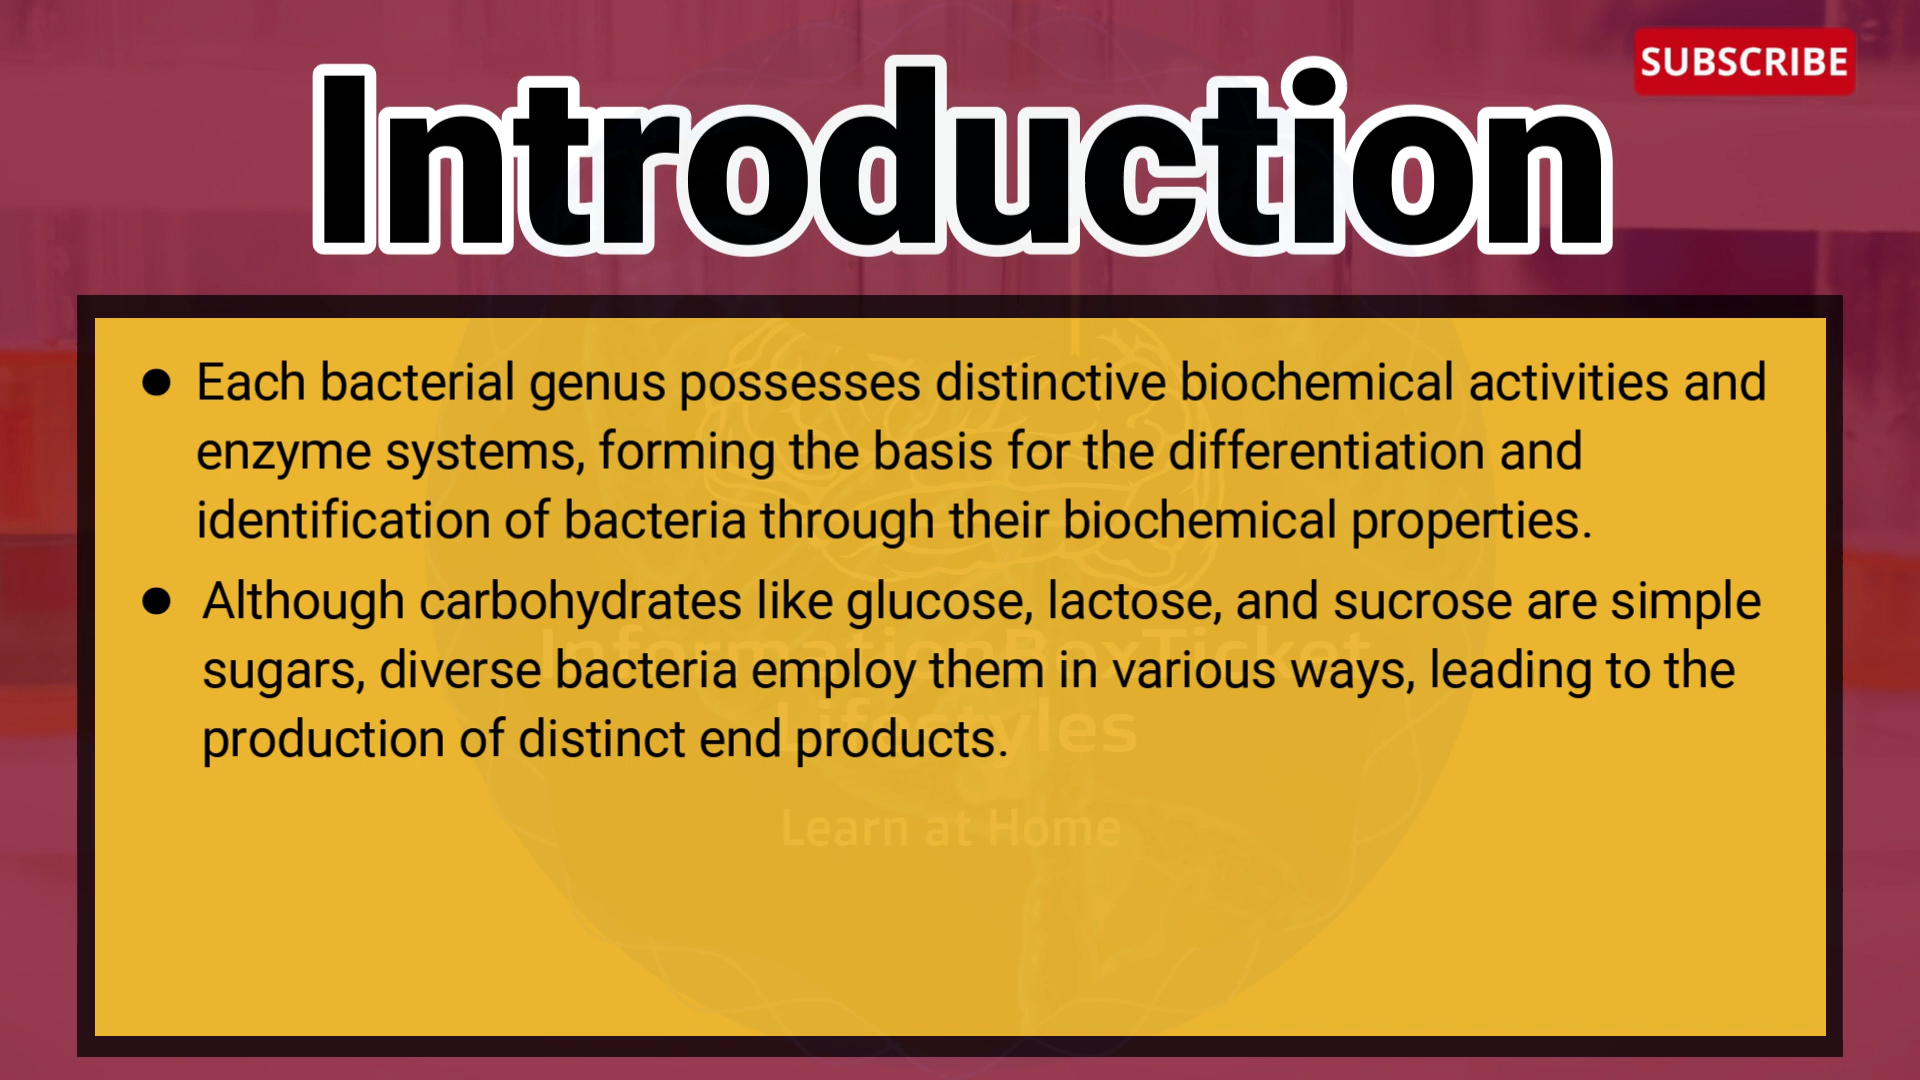 SUBSCRIBE
Introduction
● Each bacterial genus possesses distinctive biochemical activities and
enzyme systems, forming the basis for the differentiation and
identification of bacteria through their biochemical properties.
● Although carbohydrates like glucose, lactose, and sucrose are simple
sugars, diverse bacteria employ them in various ways, leading to the
production of distinct end products.
InformationBoxTicket
Lifestyles
Learn at Home